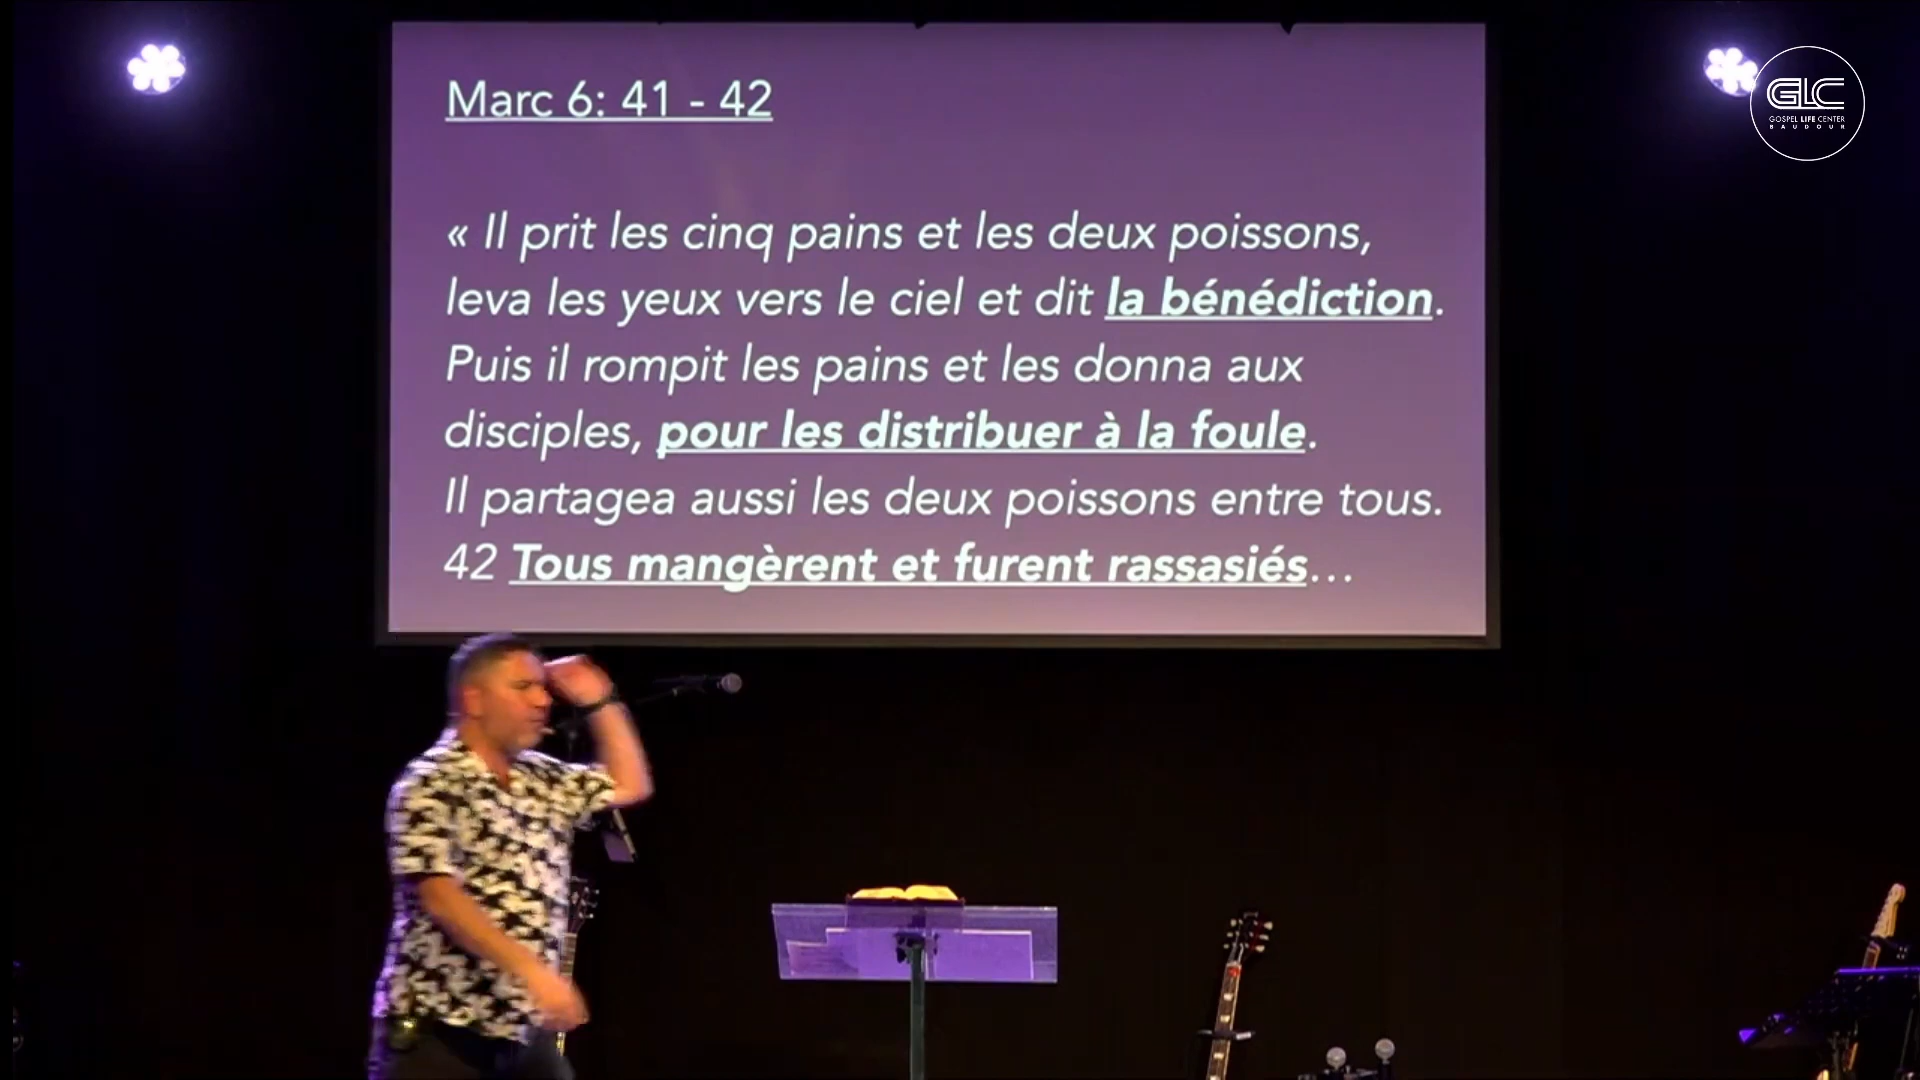 Marc 6: 41 - 42
« Il prit les cinq pains et les deux poissons,
leva les yeux vers le ciel et dit la bénédiction.
Puis il rompit les pains et les donna aux
disciples, pour les distribuer à la foule.
Il partagea aussi les deux poissons entre tous.
42 Tous mangèrent et furent rassasiés...
GLC
GOSPEL LIFE CENTER
BAUDOUR